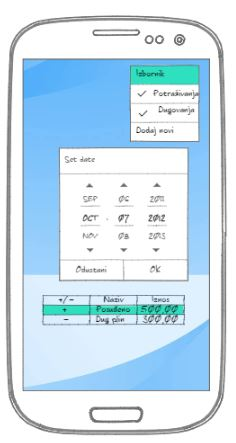 Izbornik
Potraživanja
Dugovanja
Dodaj novi
Set date
SEP 06 2011
OCT . 07 2012
NOV 08 2013
Odustani OK
+/- Naziv Iznos
+ Posuđeno 500,00
- Dug plin 300,00